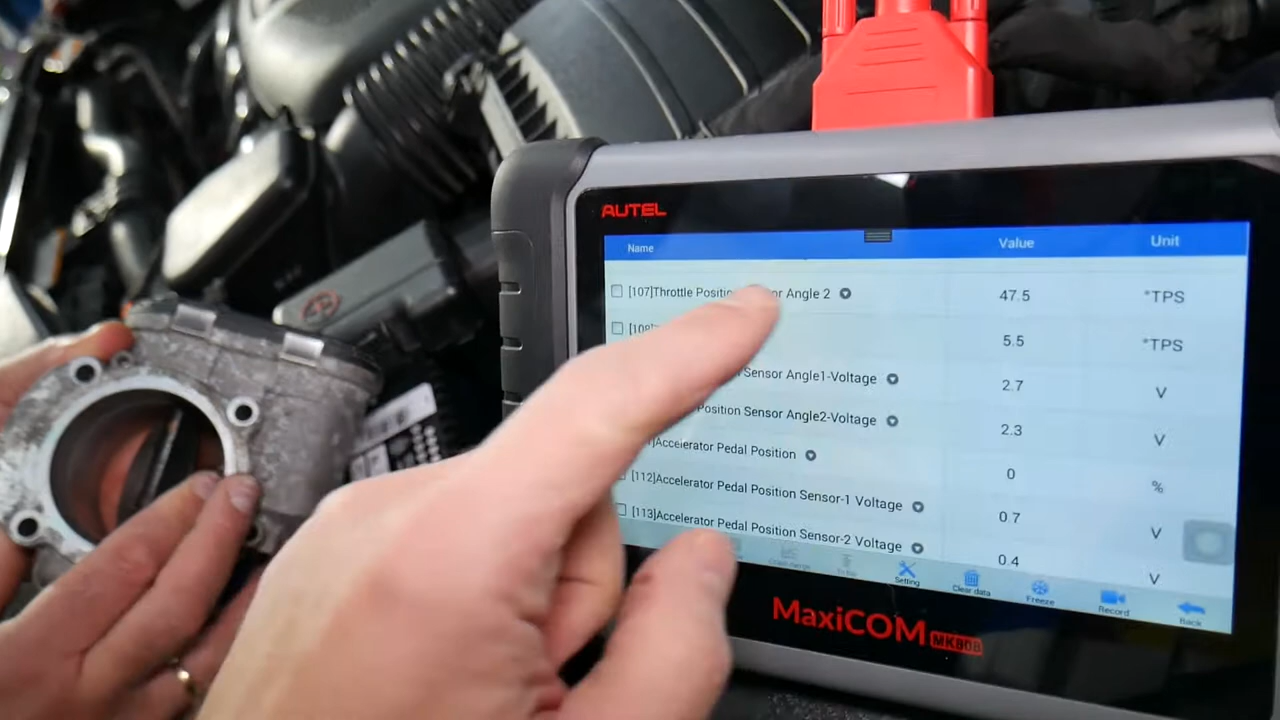 AUTEL
Name Value Unit
[107]Throttle Position Sensor Angle 2 47.5 °TPS
5.5 °TPS
Sensor Angle1-Voltage 2.7 V
Position Sensor Angle2-Voltage 2.3 V
Accelerator Pedal Position 0 %
[112]Accelerator Pedal Position Sensor-1 Voltage 0.7 V
[113]Accelerator Pedal Position Sensor-2 Voltage 0.4 V
Setting Clear data Freeze Record Back
MaxiCOM MK808